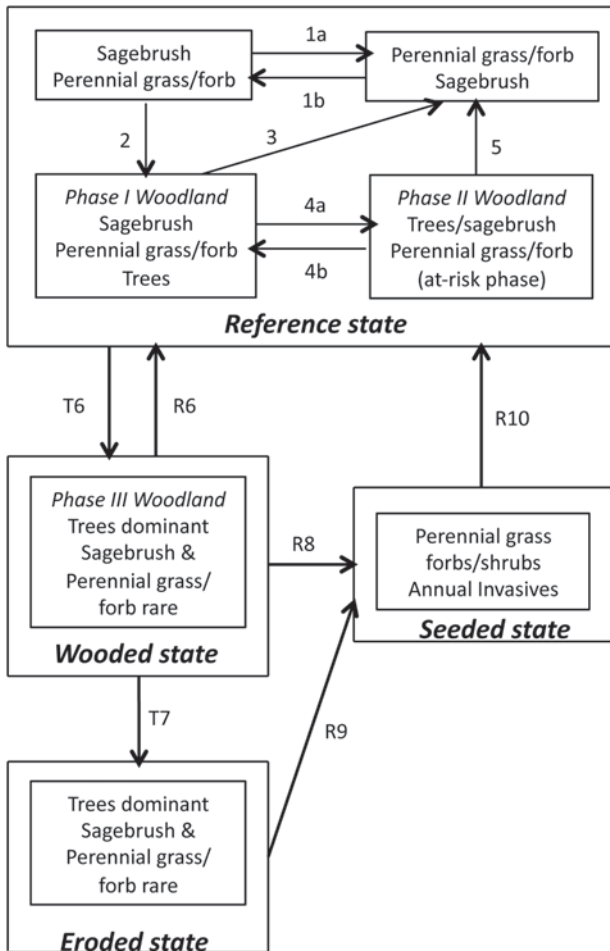 Sagebrush
Perennial grass/forb
1a
1b
Perennial grass/forb
Sagebrush
2
3
5
Phase I Woodland
Sagebrush
Perennial grass/forb
Trees
4a
4b
Phase II Woodland
Trees/sagebrush
Perennial grass/forb
(at-risk phase)
Reference state
T6
R6
R10
Phase III Woodland
Trees dominant
Sagebrush &
Perennial grass/
forb rare
Wooded state
R8
Perennial grass
forbs/shrubs
Annual Invasives
Seeded state
T7
R9
Trees dominant
Sagebrush &
Perennial grass/
forb rare
Eroded state